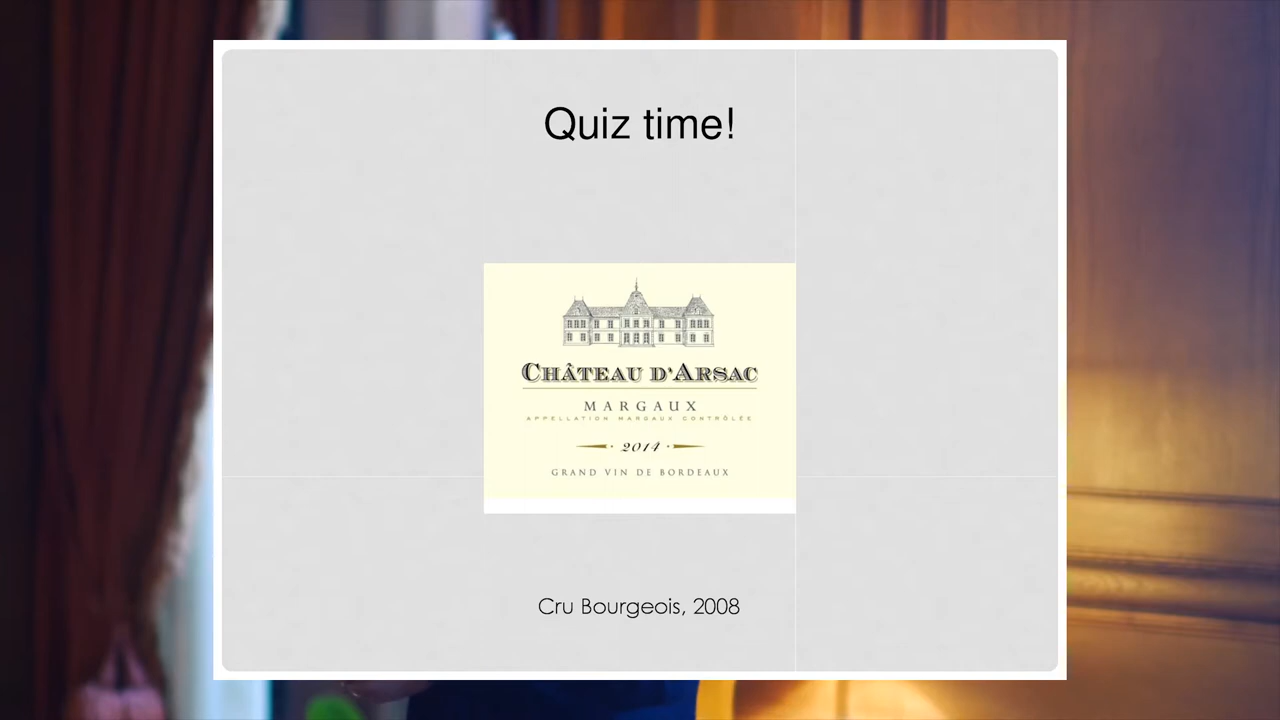 Quiz time!
CHÂTEAU D'ARSAC
MARGAUX
APPELLATION MARGAUX CONTRÔLÉE
2014
GRAND VIN DE BORDEAUX
Cru Bourgeois, 2008